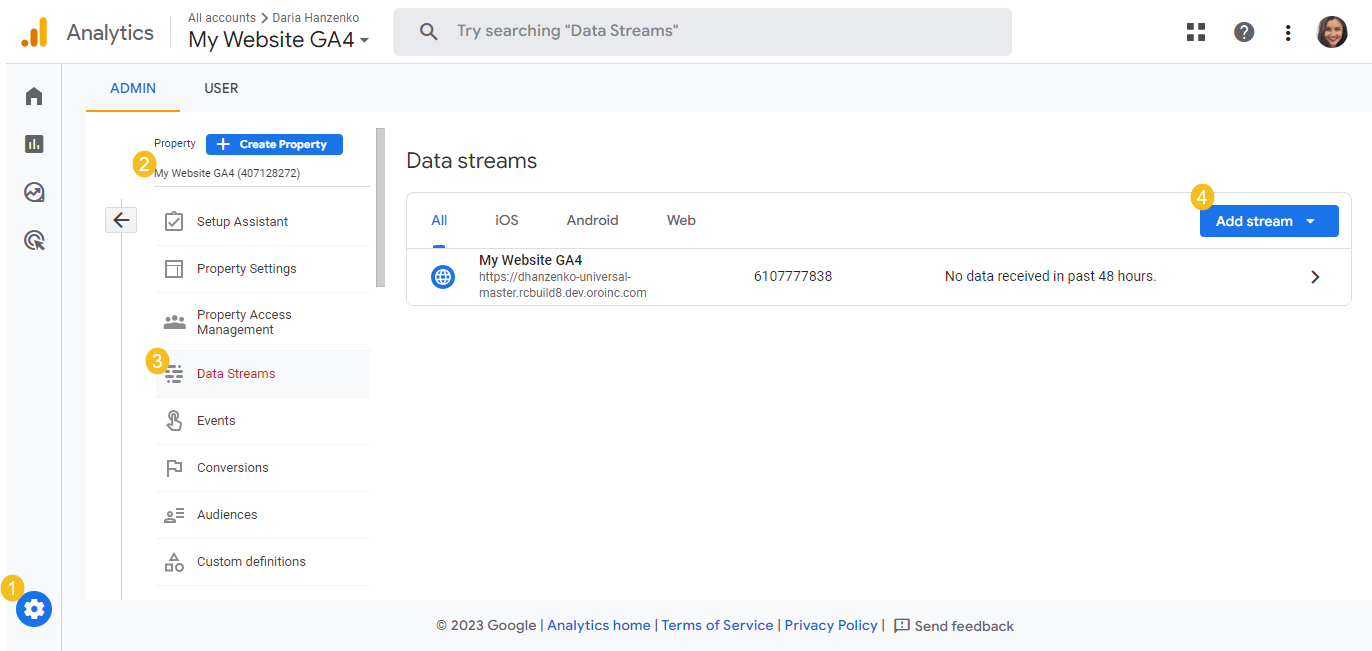 Analytics
All accounts > Daria Hanzenko
My Website GA4
Try searching "Data Streams"
?
ADMIN
USER
Property
+ Create Property
2
My Website GA4 (407128272)
Setup Assistant
Property Settings
Property Access
Management
3
Data Streams
Events
Conversions
Audiences
Custom definitions
1
Data streams
4
All
iOS
Android
Web
Add stream
My Website GA4
https://dhanzenko-universal-
master.rcbuild8.dev.oroinc.com
6107777838
No data received in past 48 hours.
© 2023 Google | Analytics home | Terms of Service | Privacy Policy | Send feedback